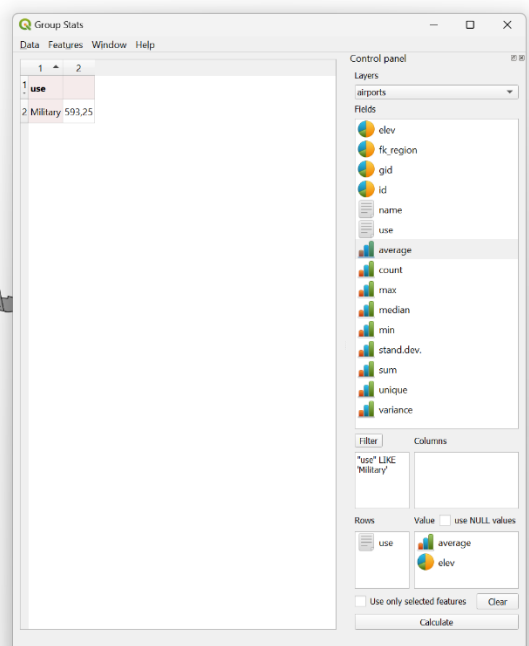 Group Stats
Data Features Window Help
1 2
1 use
2 Military 593,25
Control panel
Layers
airports
Fields
elev
fk_region
gid
id
name
use
average
count
max
median
min
stand.dev.
sum
unique
variance
Filter Columns
"use" LIKE
'Military'
Rows Value use NULL values
use average
elev
Use only selected features Clear
Calculate